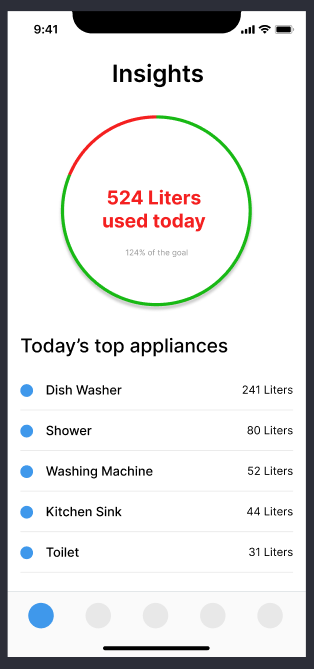 9:41
Insights
524 Liters
used today
124% of the goal
Today’s top appliances
Dish Washer 241 Liters
Shower 80 Liters
Washing Machine 52 Liters
Kitchen Sink 44 Liters
Toilet 31 Liters